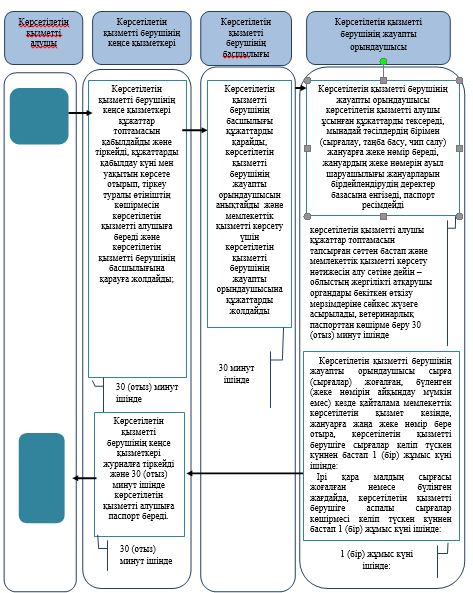 Көрсетілетін
қызметті
алушы
Көрсетілетін
қызметті берушінің
кеңсе қызметкері
Көрсетілетін
қызметті
берушінің
басшылығы
Көрсетілетін қызметті
берушінің жауапты
орындаушысы
Көрсетілетін
қызметті берушінің
кеңсе қызметкері
құжаттар
топтамасын
қабылдайды және
тіркейді, құжаттарды
қабылдау күні мен
уақытын көрсете
отырып, тіркеу
туралы өтініштің
көшірмесін
көрсетілетін
қызметті алушыға
береді және
көрсетілетін
қызметті берушінің
басшылығына
қарауға жолдайды;
30 (отыз) минут
ішінде
Көрсетілетін
қызметті
берушінің
басшылығы
құжаттарды
қарайды,
көрсетілетін
қызметті
берушінің
жауапты
орындаушысын
анықтайды және
мемлекеттік
қызметті көрсету
үшін
көрсетілетін
қызметті
берушінің
жауапты
орындаушысына
құжаттарды
жолдайды
30 минут
ішінде
Көрсетілетін қызметті берушінің
жауапты орындаушысы
көрсетілетін қызметті алушы
ұсынған құжаттарды тексереді,
мынадай тәсілдердің бірімен
(сырғалау, таңба басу, чип салу)
жануарға жеке нөмір береді,
жануардың жеке нөмерін ауыл
шаруашылығы жануарларын
бірдейлендірудің деректер
базасына енгізеді, паспорт
ресімдейді
көрсетілетін қызметті алушы
құжаттар топтамасын
тапсырған сәттен бастап және
мемлекеттік қызметті көрсету
нәтижесін алу сәтіне дейін –
облыстың жергілікті атқарушы
органдары бекіткен өткізу
мерзімдеріне сәйкес жүзеге
асырылады, ветеринарлық
паспорттан көшірме беру 30
(отыз) минут ішінде
Көрсетілетін қызметті берушінің
жауапты орындаушысы сырға
(сырғалар) жоғалған, бүленген
(жеке нөмірін айқындау мүмкін
емес) кезде қайталама мемлекеттік
көрсетілетін қызмет кезінде,
жануарға жаңа жеке нөмір бере
отыра, көрсетілетін қызметті
берушіге сырғалар келіп түскен
күннен бастап 1 (бір) жұмыс күні
ішінде:
Ірі қара малдың сырғасы
жоғалған немесе бүлінген
жағдайда, көрсетілетін қызметті
берушіге аспалы сырғалар
көшірмесі келіп түскен күннен
бастап 1 (бір) жұмыс күні ішінде:
1 (бір) жұмыс күні
ішінде:
Көрсетілетін
қызметті
берушінің кеңсе
қызметкері
журналға тіркейді
және 30 (отыз)
минут ішінде
көрсетілетін
қызметті алушыға
паспорт береді.
30 (отыз)
минут ішінде